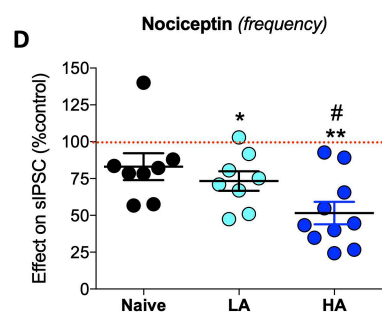 Nociceptin (frequency)
D
Effect on sIPSC (%control)
150
125
100
75
50
25
0
*
#
**
Naive LA HA